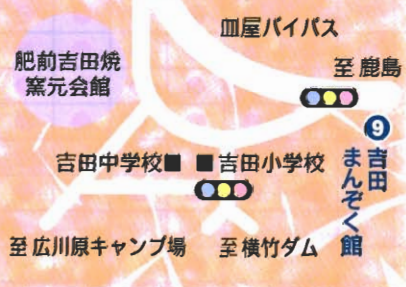 皿屋バイパス
肥前吉田焼
窯元会館
至鹿島
9
吉田
まんぞく館
吉田中学校■
■吉田小学校
至広川原キャンプ場
至横竹ダム